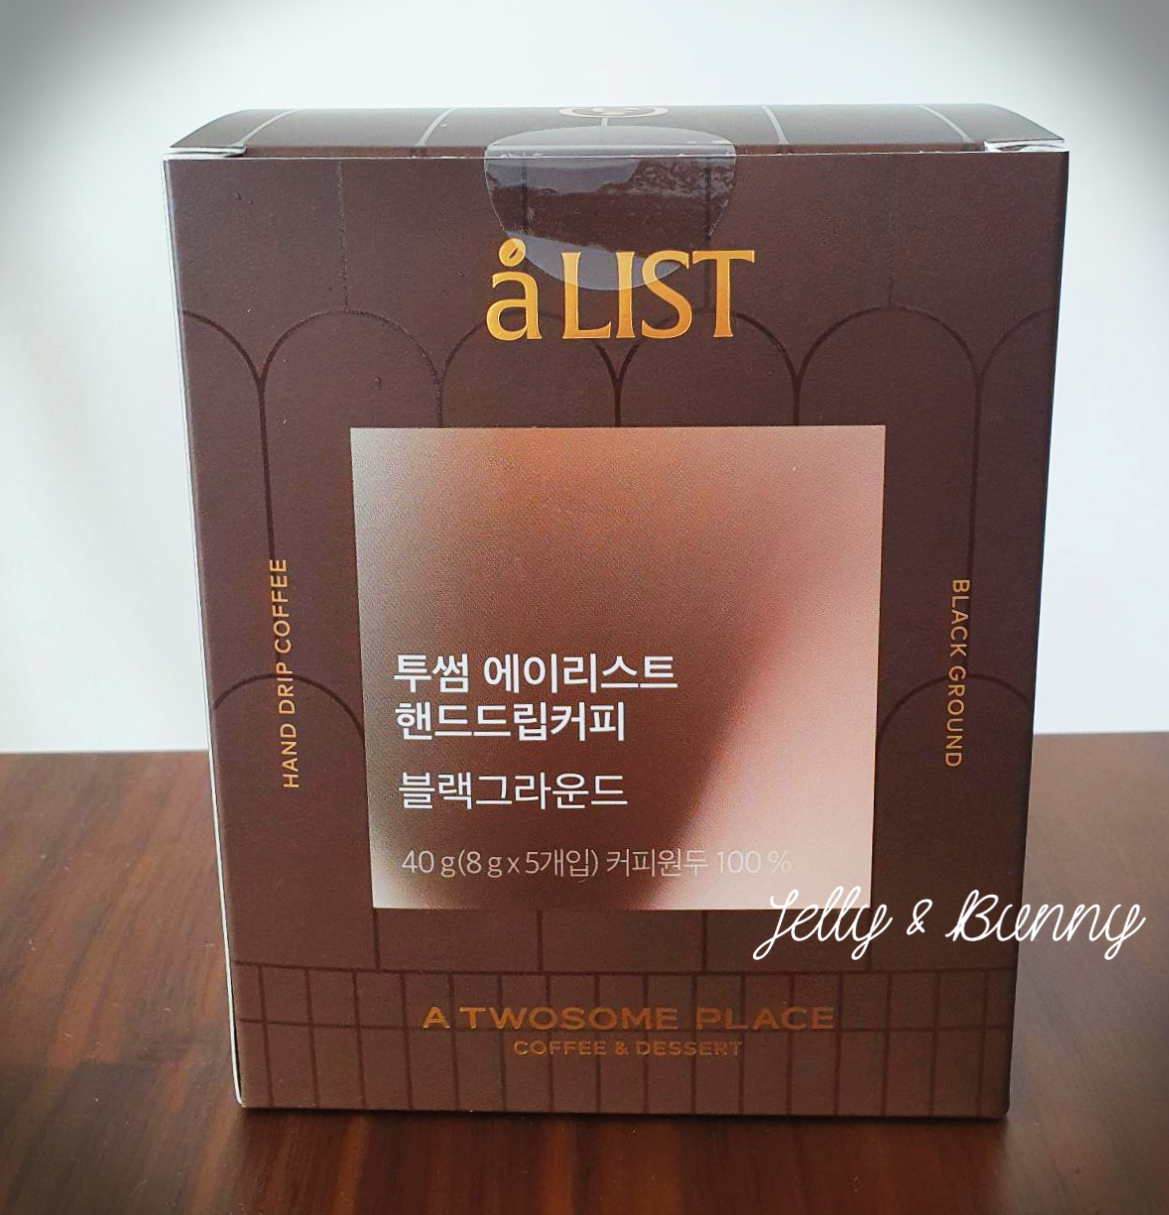 å LIST
HAND DRIP COFFEE
BLACK GROUND
투썸 에이리스트
핸드드립커피
블랙그라운드
40 g(8 g x 5개입) 커피원두 100 %
Jelly & Bunny
A TWOSOME PLACE
COFFEE & DESSERT